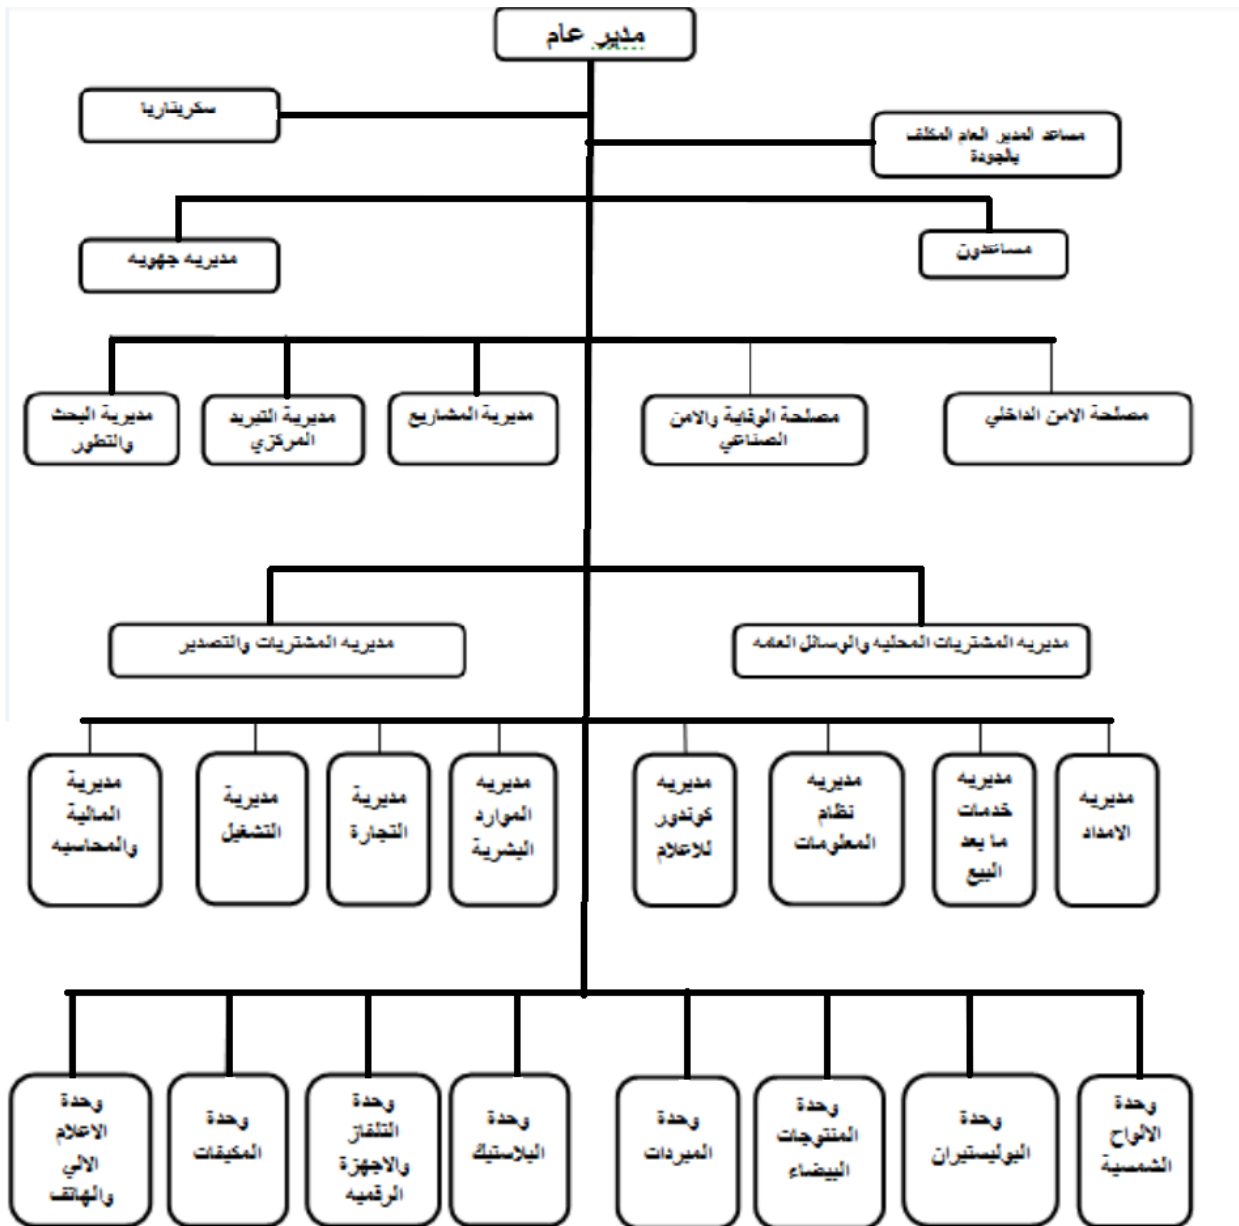 مدير عام
سكريتاريا
مساعد المدير العام المكلف
بالجودة
مساعدون
مديريه جهويه
مصلحة الامن الداخلي
مصلحة الوقاية والامن
الصناعي
مديرية المشاريع
مديرية التبريد
المركزي
مديرية البحث
والتطور
مديريه المشتريات المحليه والوسائل العامه
مديريه المشتريات والتصدير
مديريه
الامداد
مديريه
خدمات
ما بعد
البيع
مديريه
نظام
المعلومات
مديريه
كوندور
للاعلام
مديريه
الموارد
البشرية
مديرية
التجارة
مديرية
التشغيل
مديرية
المالية
والمحاسبه
وحدة
الالواح
الشمسية
وحدة
البوليستيران
وحدة
المنتوجات
البيضاء
وحدة
المبردات
وحدة
البلاستيك
وحدة
التلفاز
والاجهزة
الرقميه
وحدة
المكيفات
وحدة
الاعلام
الالي
والهاتف